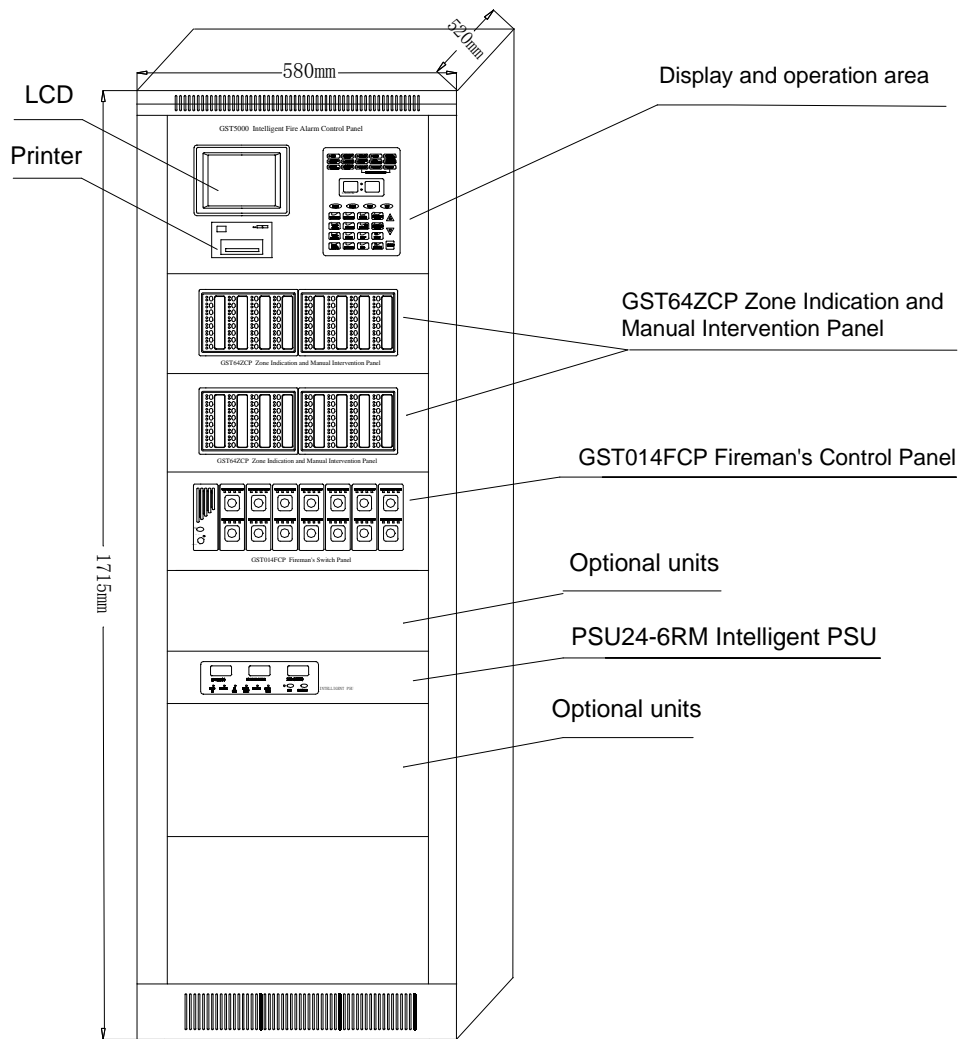 520mm
580mm
Display and operation area
LCD
GST5000 Intelligent Fire Alarm Control Panel
Printer
GST64ZCP Zone Indication and
Manual Intervention Panel
GST64ZCP Zone Indication and Manual Intervention Panel
GST64ZCP Zone Indication and Manual Intervention Panel
GST014FCP Fireman's Control Panel
GST014FCP Fireman's Switch Panel
1715mm
Optional units
PSU24-6RM Intelligent PSU
Optional units